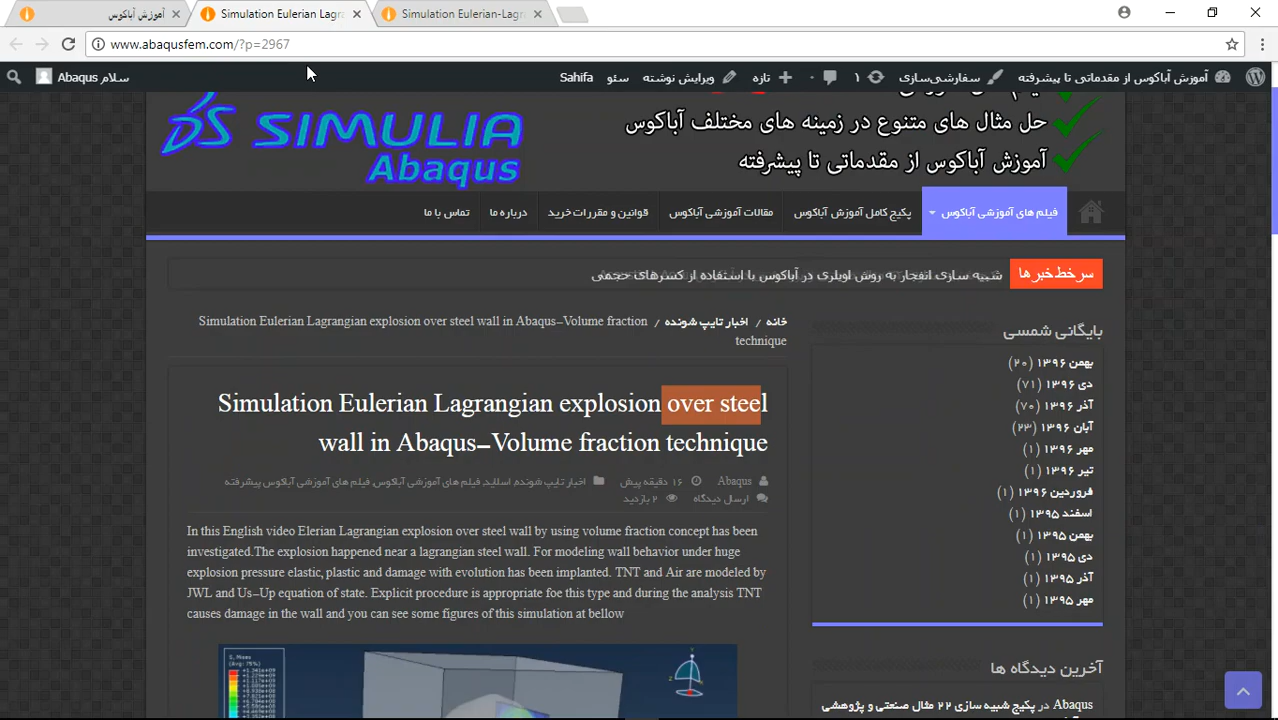 آموزش آباکوس
Simulation Eulerian Lagra
Simulation Eulerian-Lagr
www.abaqusfem.com/?p=2967
آموزش آباکوس از مقدماتی تا پیشرفته
سفارشی‌سازی
۱
۰
تازه
ویرایش نوشته
سئو
Sahifa
سلام Abaqus
SIMULIA
Abaqus
حل مثال های متنوع در زمینه های مختلف آباکوس
آموزش آباکوس از مقدماتی تا پیشرفته
فیلم های آموزشی آباکوس
پکیج کامل آموزش آباکوس
مقالات آموزشی آباکوس
قوانین و مقررات خرید
درباره ما
تماس با ما
سرخط خبر ها
شبیه سازی انفجار به روش اویلری در آباکوس با استفاده از کسرهای حجمی
خانه / اخبار تایپ شونده / Simulation Eulerian Lagrangian explosion over steel wall in Abaqus-Volume fraction
technique
Simulation Eulerian Lagrangian explosion over steel
wall in Abaqus–Volume fraction technique
Abaqus
۱۶ دقیقه پیش
اخبار تایپ شونده, اسلاید, فیلم های آموزشی آباکوس, فیلم های آموزشی آباکوس پیشرفته
ارسال دیدگاه
۲ بازدید
In this English video Elerian Lagrangian explosion over steel wall by using volume fraction concept has been
investigated.The explosion happened near a lagrangian steel wall. For modeling wall behavior under huge
explosion pressure elastic, plastic and damage with evolution has been implanted. TNT and Air are modeled by
JWL and Us-Up equation of state. Explicit procedure is appropriate foe this type and during the analysis TNT
causes damage in the wall and you can see some figures of this simulation at bellow
S, Mises
(Avg: 75%)
بایگانی شمسی
بهمن ۱۳۹۶ (۲۰)
دی ۱۳۹۶ (۷۱)
آذر ۱۳۹۶ (۷۰)
آبان ۱۳۹۶ (۲۳)
مهر ۱۳۹۶ (۱)
تیر ۱۳۹۶ (۱)
فروردین ۱۳۹۶ (۱)
اسفند ۱۳۹۵ (۱)
بهمن ۱۳۹۵ (۱)
دی ۱۳۹۵ (۱)
آذر ۱۳۹۵ (۱)
مهر ۱۳۹۵ (۱)
آخرین دیدگاه ها
Abaqus در پکیج شبیه سازی ۲۲ مثال صنعتی و پژوهشی